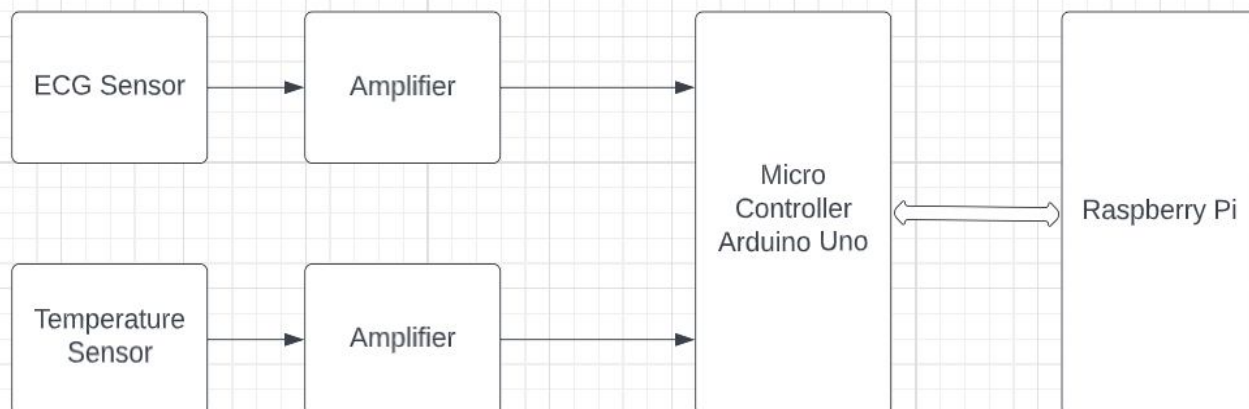 ECG Sensor
Amplifier
Micro
Controller
Arduino Uno
Raspberry Pi
Temperature
Sensor
Amplifier